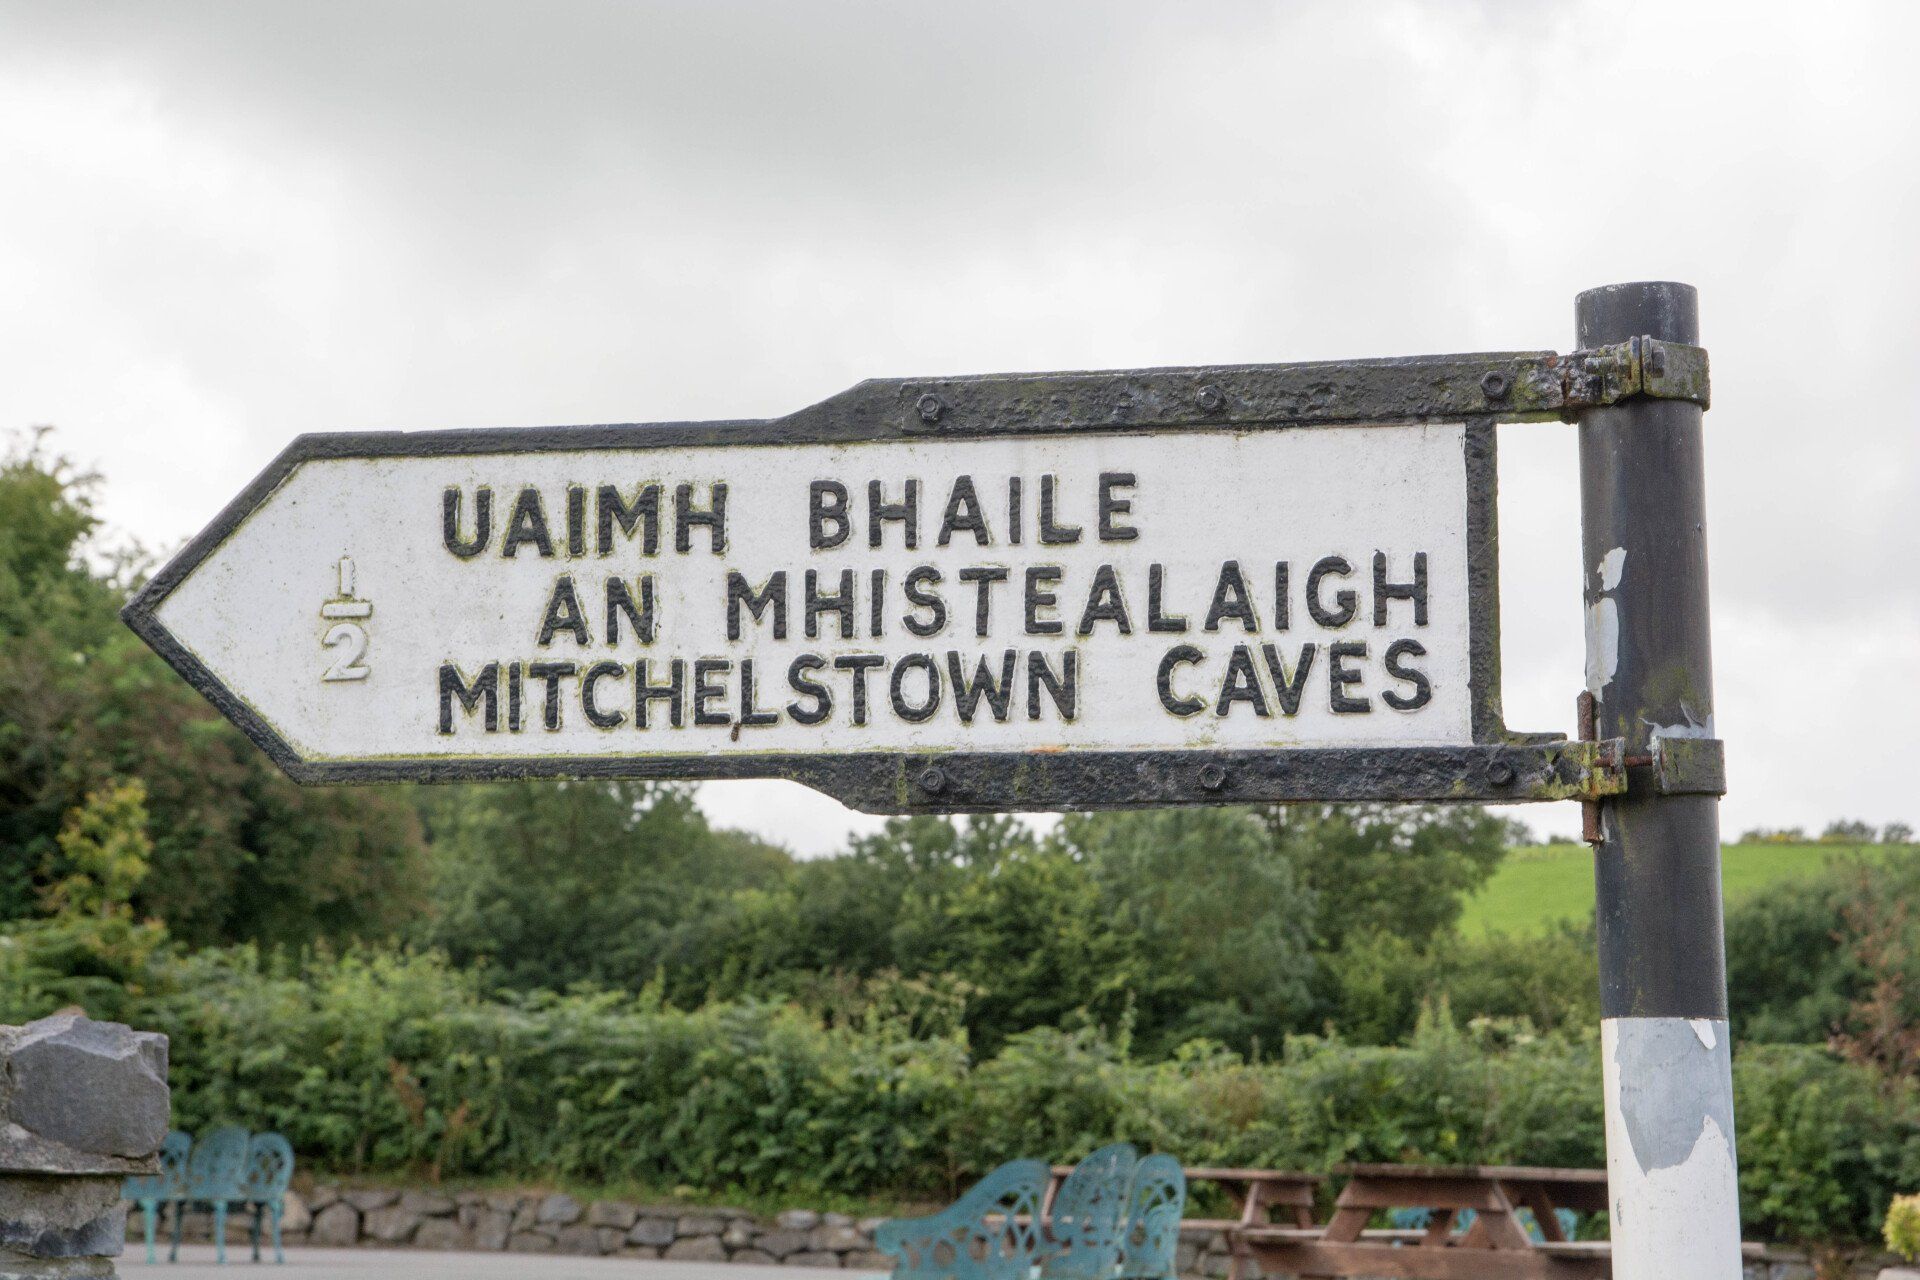 UAIMH BHAILE
AN MHISTEALAIGH
MITCHELSTOWN CAVES
1/2